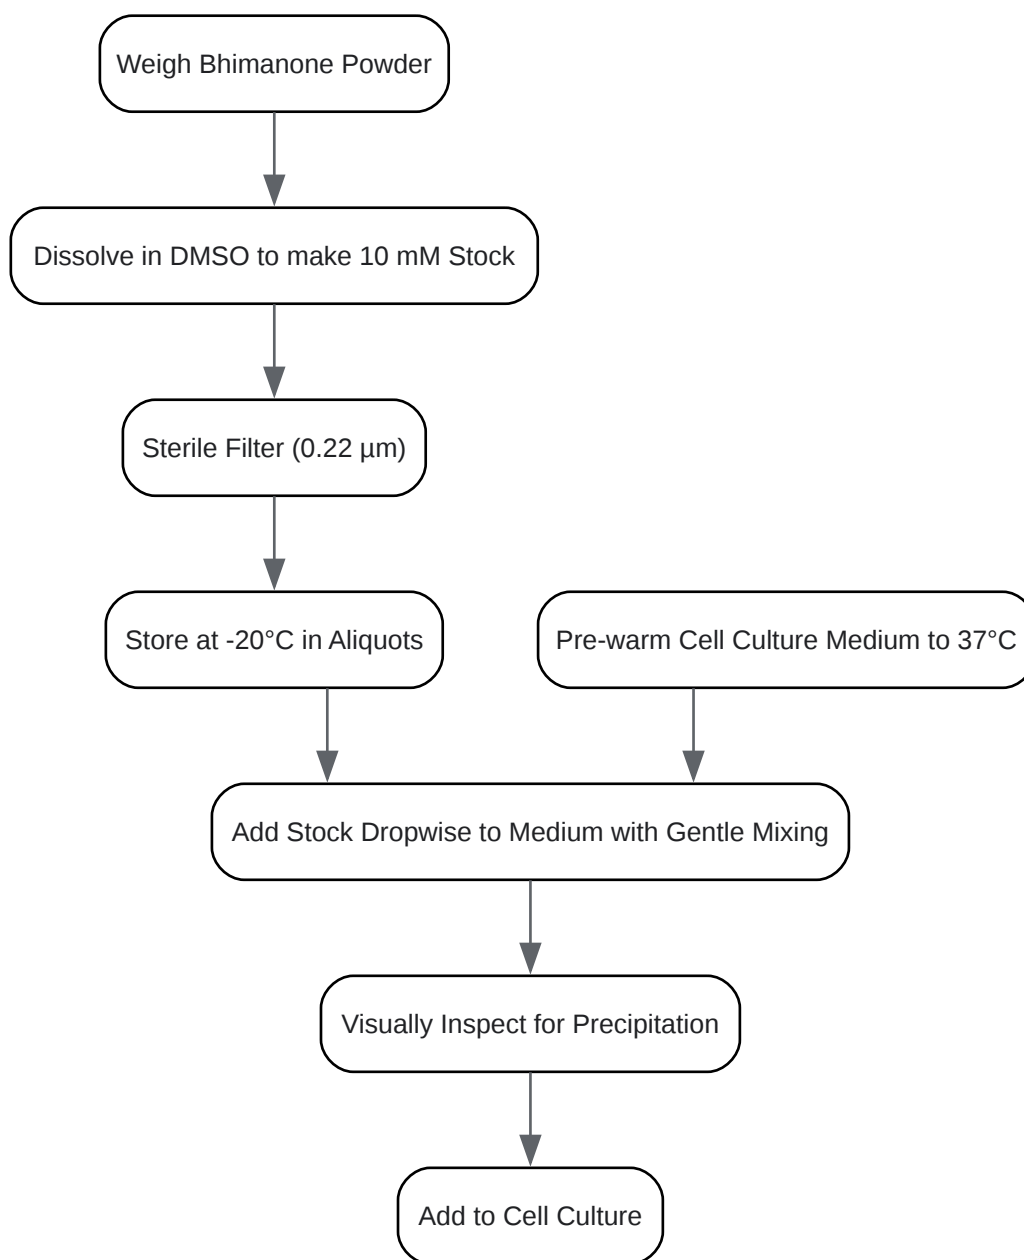 Weigh Bhimanone Powder
Dissolve in DMSO to make 10 mM Stock
Sterile Filter (0.22 µm)
Store at -20°C in Aliquots
Pre-warm Cell Culture Medium to 37°C
Add Stock Dropwise to Medium with Gentle Mixing
Visually Inspect for Precipitation
Add to Cell Culture